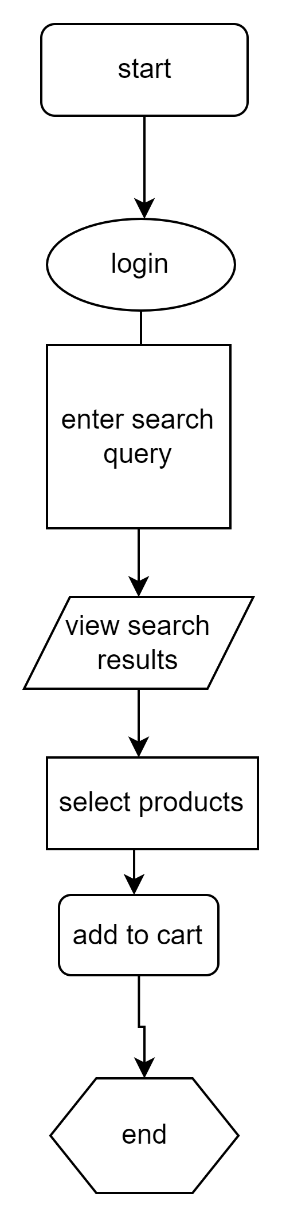 start
login
enter search
query
view search
results
select products
add to cart
end